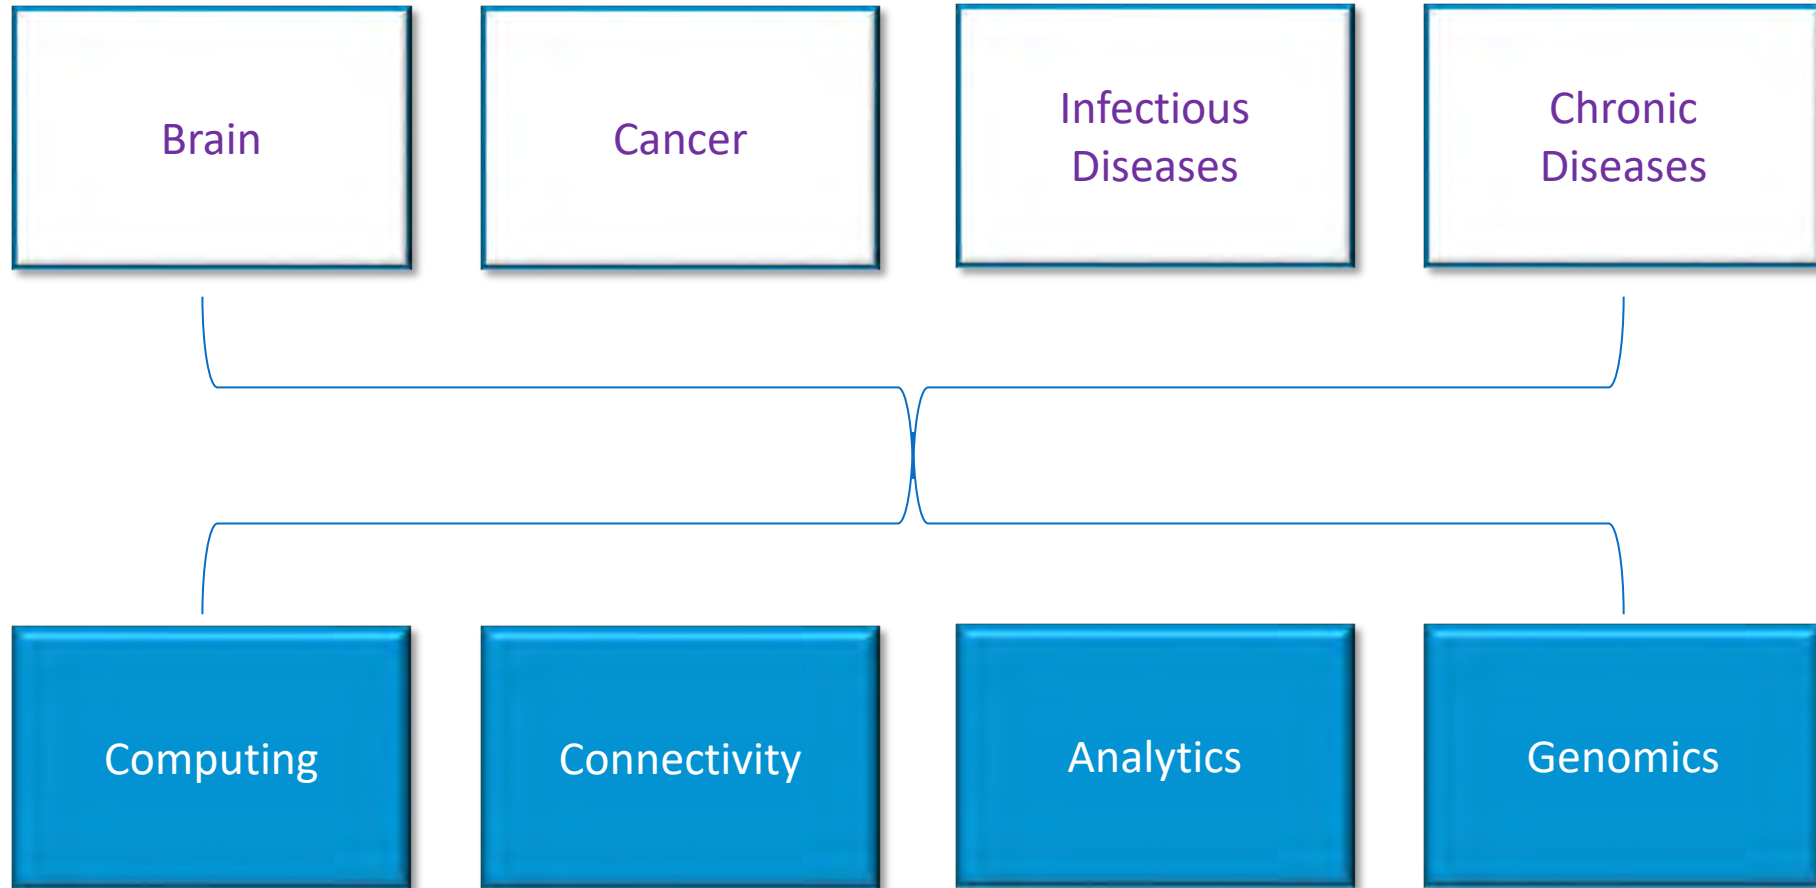 Brain
Cancer
Infectious
Diseases
Chronic
Diseases
Computing
Connectivity
Analytics
Genomics